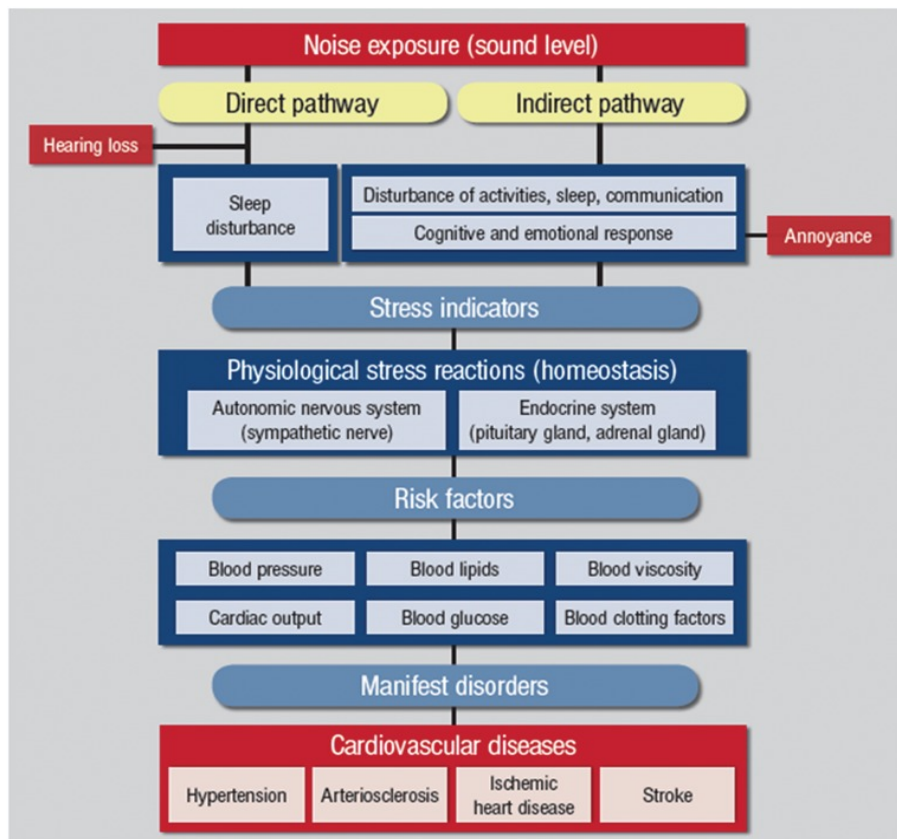 Noise exposure (sound level)
Direct pathway
Indirect pathway
Hearing loss
Sleep
disturbance
Disturbance of activities, sleep, communication
Cognitive and emotional response
Annoyance
Stress indicators
Physiological stress reactions (homeostasis)
Autonomic nervous system
(sympathetic nerve)
Endocrine system
(pituitary gland, adrenal gland)
Risk factors
Blood pressure
Blood lipids
Blood viscosity
Cardiac output
Blood glucose
Blood clotting factors
Manifest disorders
Cardiovascular diseases
Hypertension
Arteriosclerosis
Ischemic
heart disease
Stroke